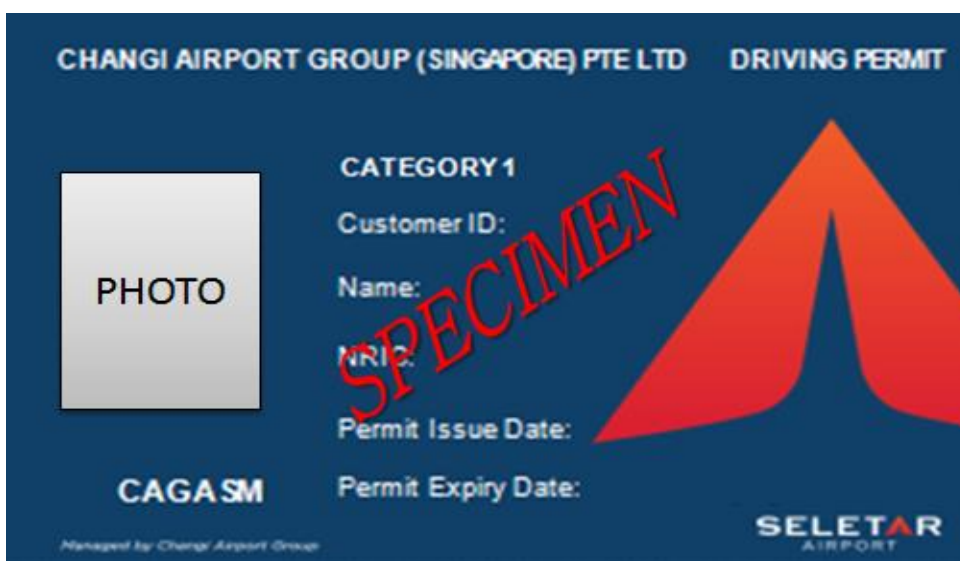 CHANGI AIRPORT GROUP (SINGAPORE) PTE LTD DRIVING PERMIT
CATEGORY 1
Customer ID:
PHOTO
Name:
SPECIMEN
NRIC:
Permit Issue Date:
CAGASM
Permit Expiry Date:
SELETAR
AIRPORT
Managed by Changi Airport Group